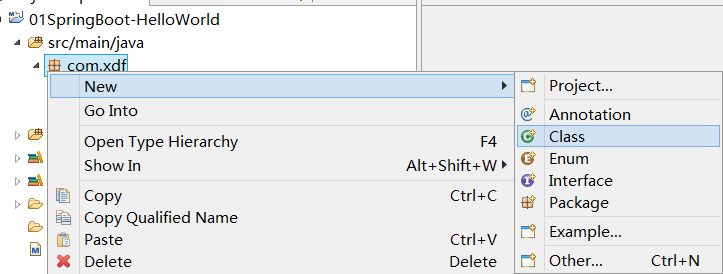 01SpringBoot-HelloWorld
src/main/java
com.xdf
New
Go Into
Open Type Hierarchy F4
Show In Alt+Shift+W
Copy Ctrl+C
Copy Qualified Name
Paste Ctrl+V
Delete Delete
Project...
Annotation
Class
Enum
Interface
Package
Example...
Other... Ctrl+N